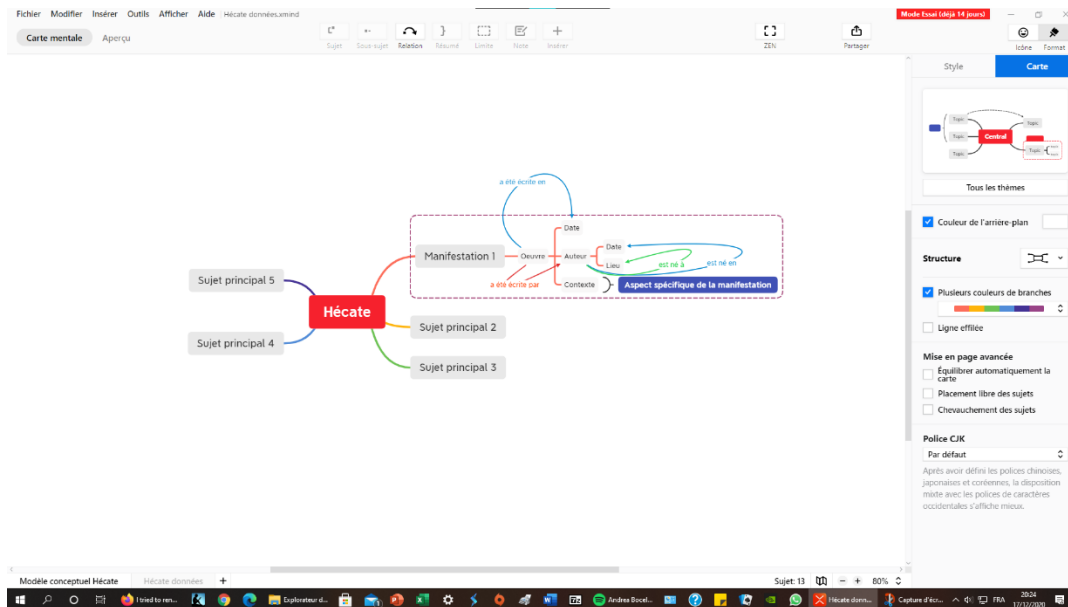 Fichier Modifier Insérer Outils Afficher Aide Hécate données.xmind
Mode Essai (déjà 14 jours)
Carte mentale Aperçu
Sujet Sous-sujet Relation Résumé Limite Note Insérer
ZEN
Partager
Icône Format
Style Carte
Topic
Topic
Topic
Central
Topic
Topic
Tous les thèmes
Couleur de l'arrière-plan
Structure
Plusieurs couleurs de branches
Ligne effilée
Mise en page avancée
Équilibrer automatiquement la
carte
Placement libre des sujets
Chevauchement des sujets
Police CJK
Par défaut
Après avoir défini les polices chinoises,
japonaises et coréennes, la disposition
mixte avec les polices de caractères
occidentales s'affiche mieux.
a été écrite en
Date
Manifestation 1
Oeuvre
Auteur
Date
Lieu
est né à
est né en
a été écrite par
Contexte
Aspect spécifique de la manifestation
Sujet principal 5
Hécate
Sujet principal 4
Sujet principal 2
Sujet principal 3
Modèle conceptuel Hécate Hécate données +
Sujet: 13
80%
I tried to ren...
Explorateur d...
Andrea Bocel...
Hécate donn...
Capture d'écr...
FRA
20:24
17/12/2020